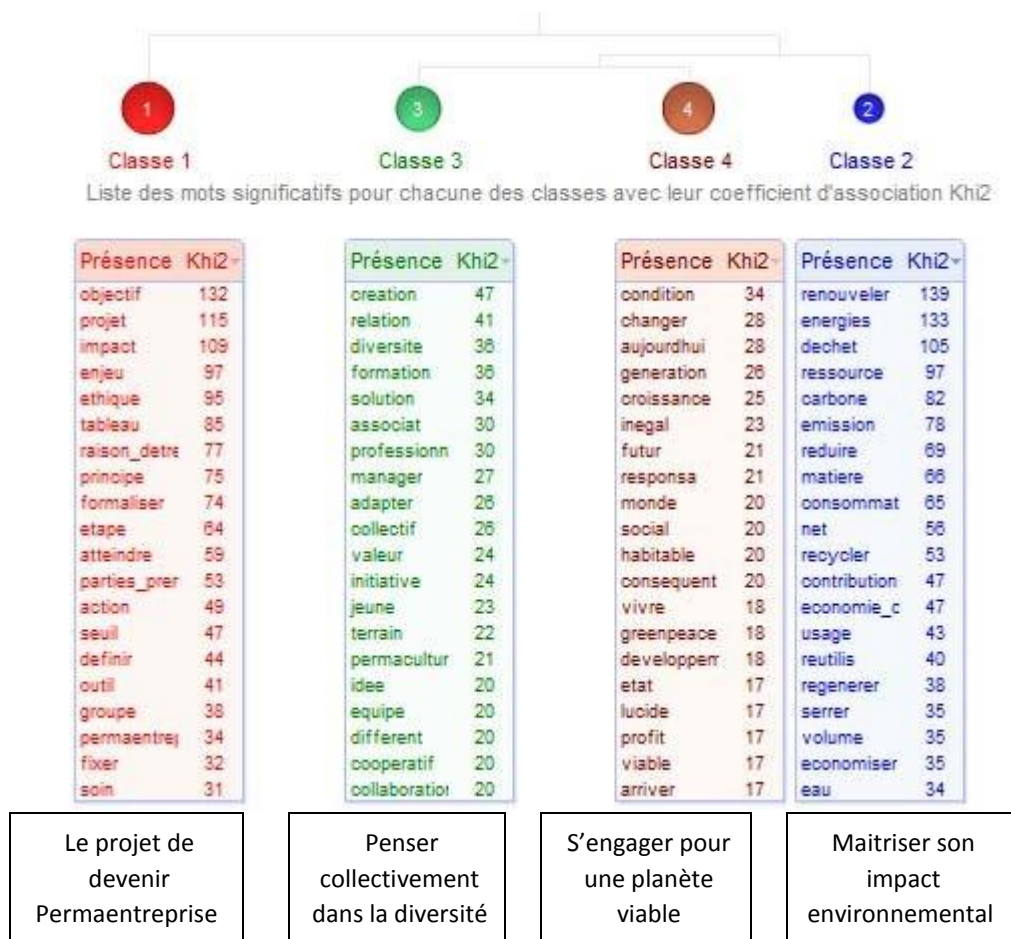 1 3 4 2
Classe 1 Classe 3 Classe 4 Classe 2
Liste des mots significatifs pour chacune des classes avec leur coefficient d'association Khi2
Présence Khi2 Présence Khi2 Présence Khi2 Présence Khi2
objectif 132 creation 47 condition 34 renouveler 139
projet 115 relation 41 changer 28 energies 133
impact 109 diversite 36 aujourdhui 28 dechet 105
enjeu 97 formation 36 generation 26 ressource 97
ethique 95 solution 34 croissance 25 carbone 82
tableau 85 associat 30 inegal 23 emission 78
raison_detre 77 professionn 30 futur 21 reduire 69
principe 75 manager 27 responsa 21 matiere 66
formaliser 74 adapter 26 monde 20 consommat 65
etape 64 collectif 26 social 20 net 56
atteindre 59 valeur 24 habitable 20 recycler 53
parties_prer 53 initiative 24 consequent 20 contribution 47
action 49 jeune 23 vivre 18 economie_c 47
seuil 47 terrain 22 greenpeace 18 usage 43
definir 44 permacultur 21 developpem 18 reutilis 40
outil 41 idee 20 etat 17 regenerer 38
groupe 38 equipe 20 lucide 17 serrer 35
permaentrep 34 different 20 profit 17 volume 35
fixer 32 cooperatif 20 viable 17 economiser 35
soin 31 collaboration 20 arriver 17 eau 34
Le projet de
devenir
Permaentreprise
Penser
collectivement
dans la diversité
S’engager pour
une planète
viable
Maitriser son
impact
environnemental